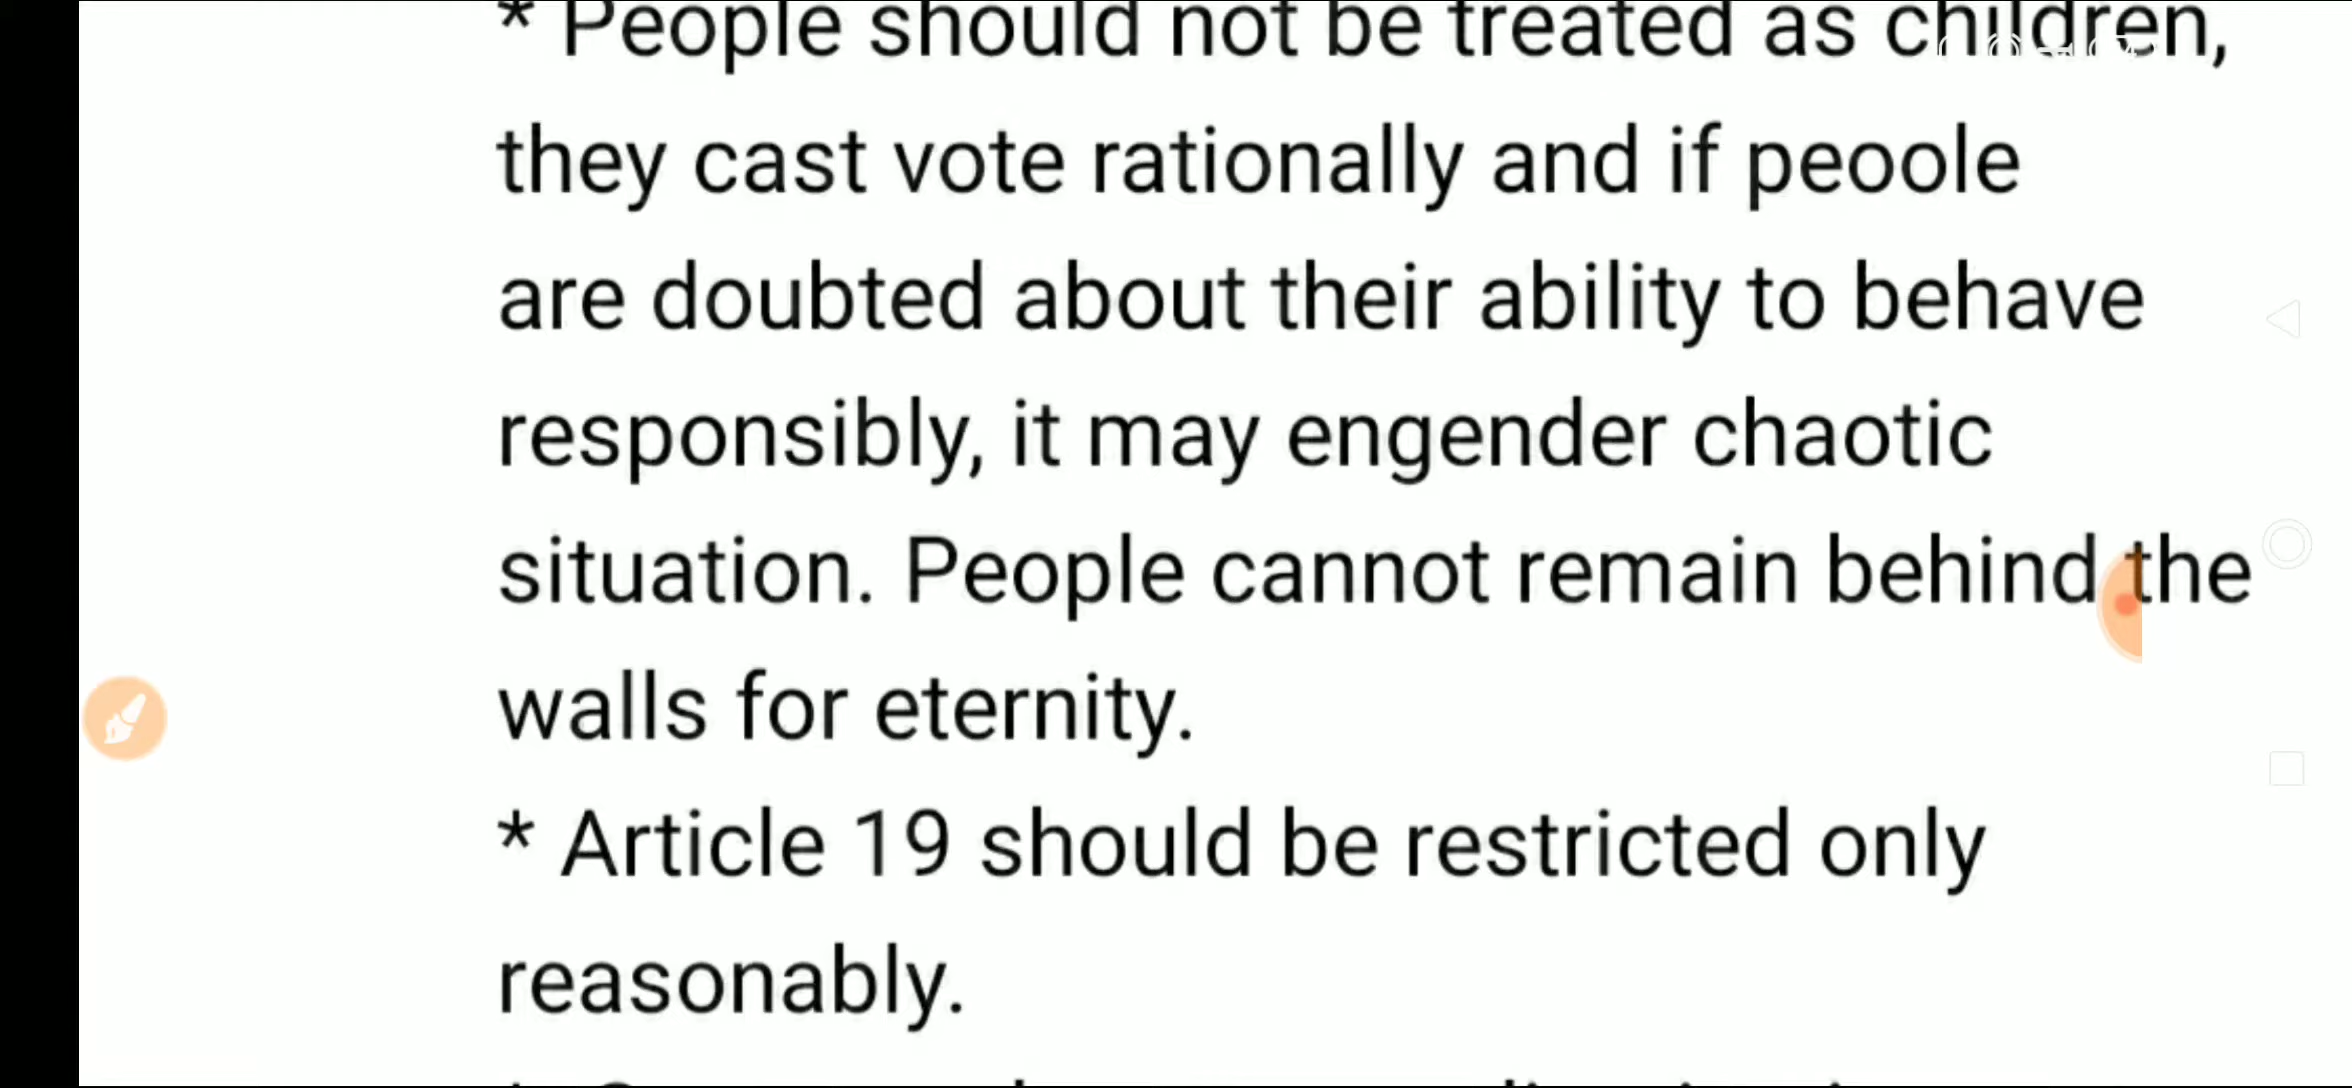 * People should not be treated as children,
they cast vote rationally and if peoole
are doubted about their ability to behave
responsibly, it may engender chaotic
situation. People cannot remain behind the
walls for eternity.
* Article 19 should be restricted only
reasonably.